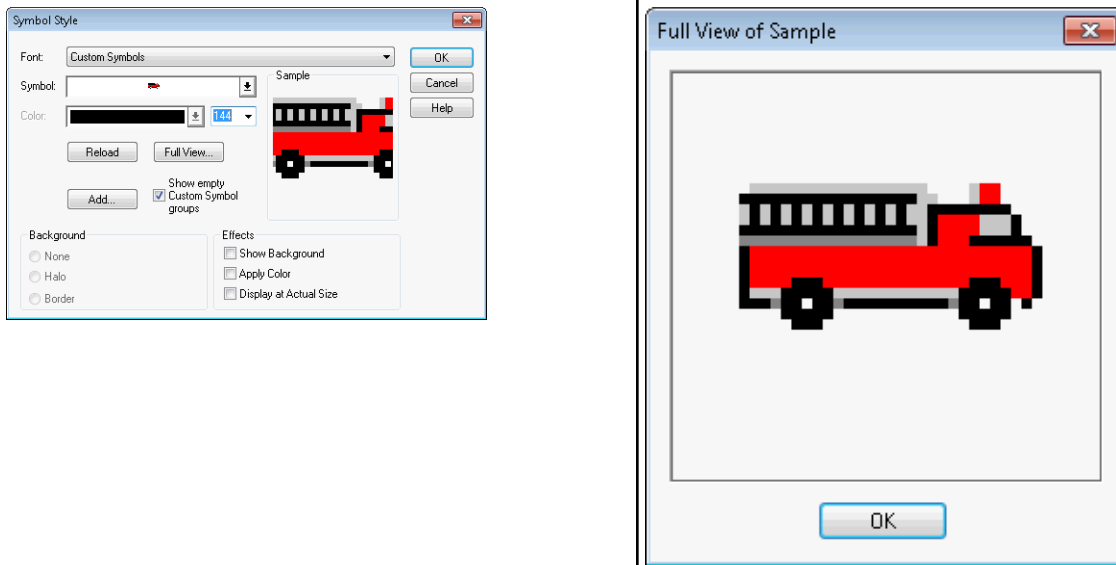 Symbol Style
Font: Custom Symbols OK
Symbol: Sample Cancel
Color: 144 Help
Reload Full View...
Add... Show empty
Custom Symbol
groups
Background Effects
None Show Background
Halo Apply Color
Border Display at Actual Size
Full View of Sample
OK